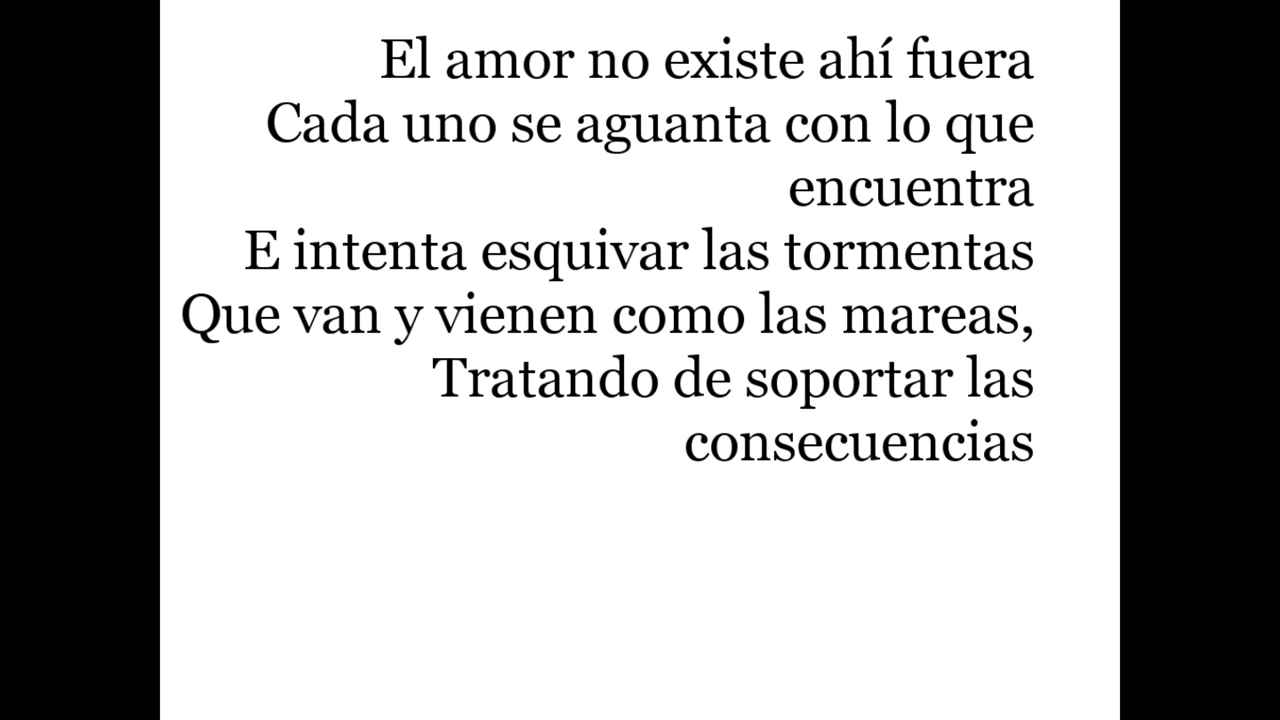 El amor no existe ahí fuera
Cada uno se aguanta con lo que
encuentra
E intenta esquivar las tormentas
Que van y vienen como las mareas,
Tratando de soportar las
consecuencias